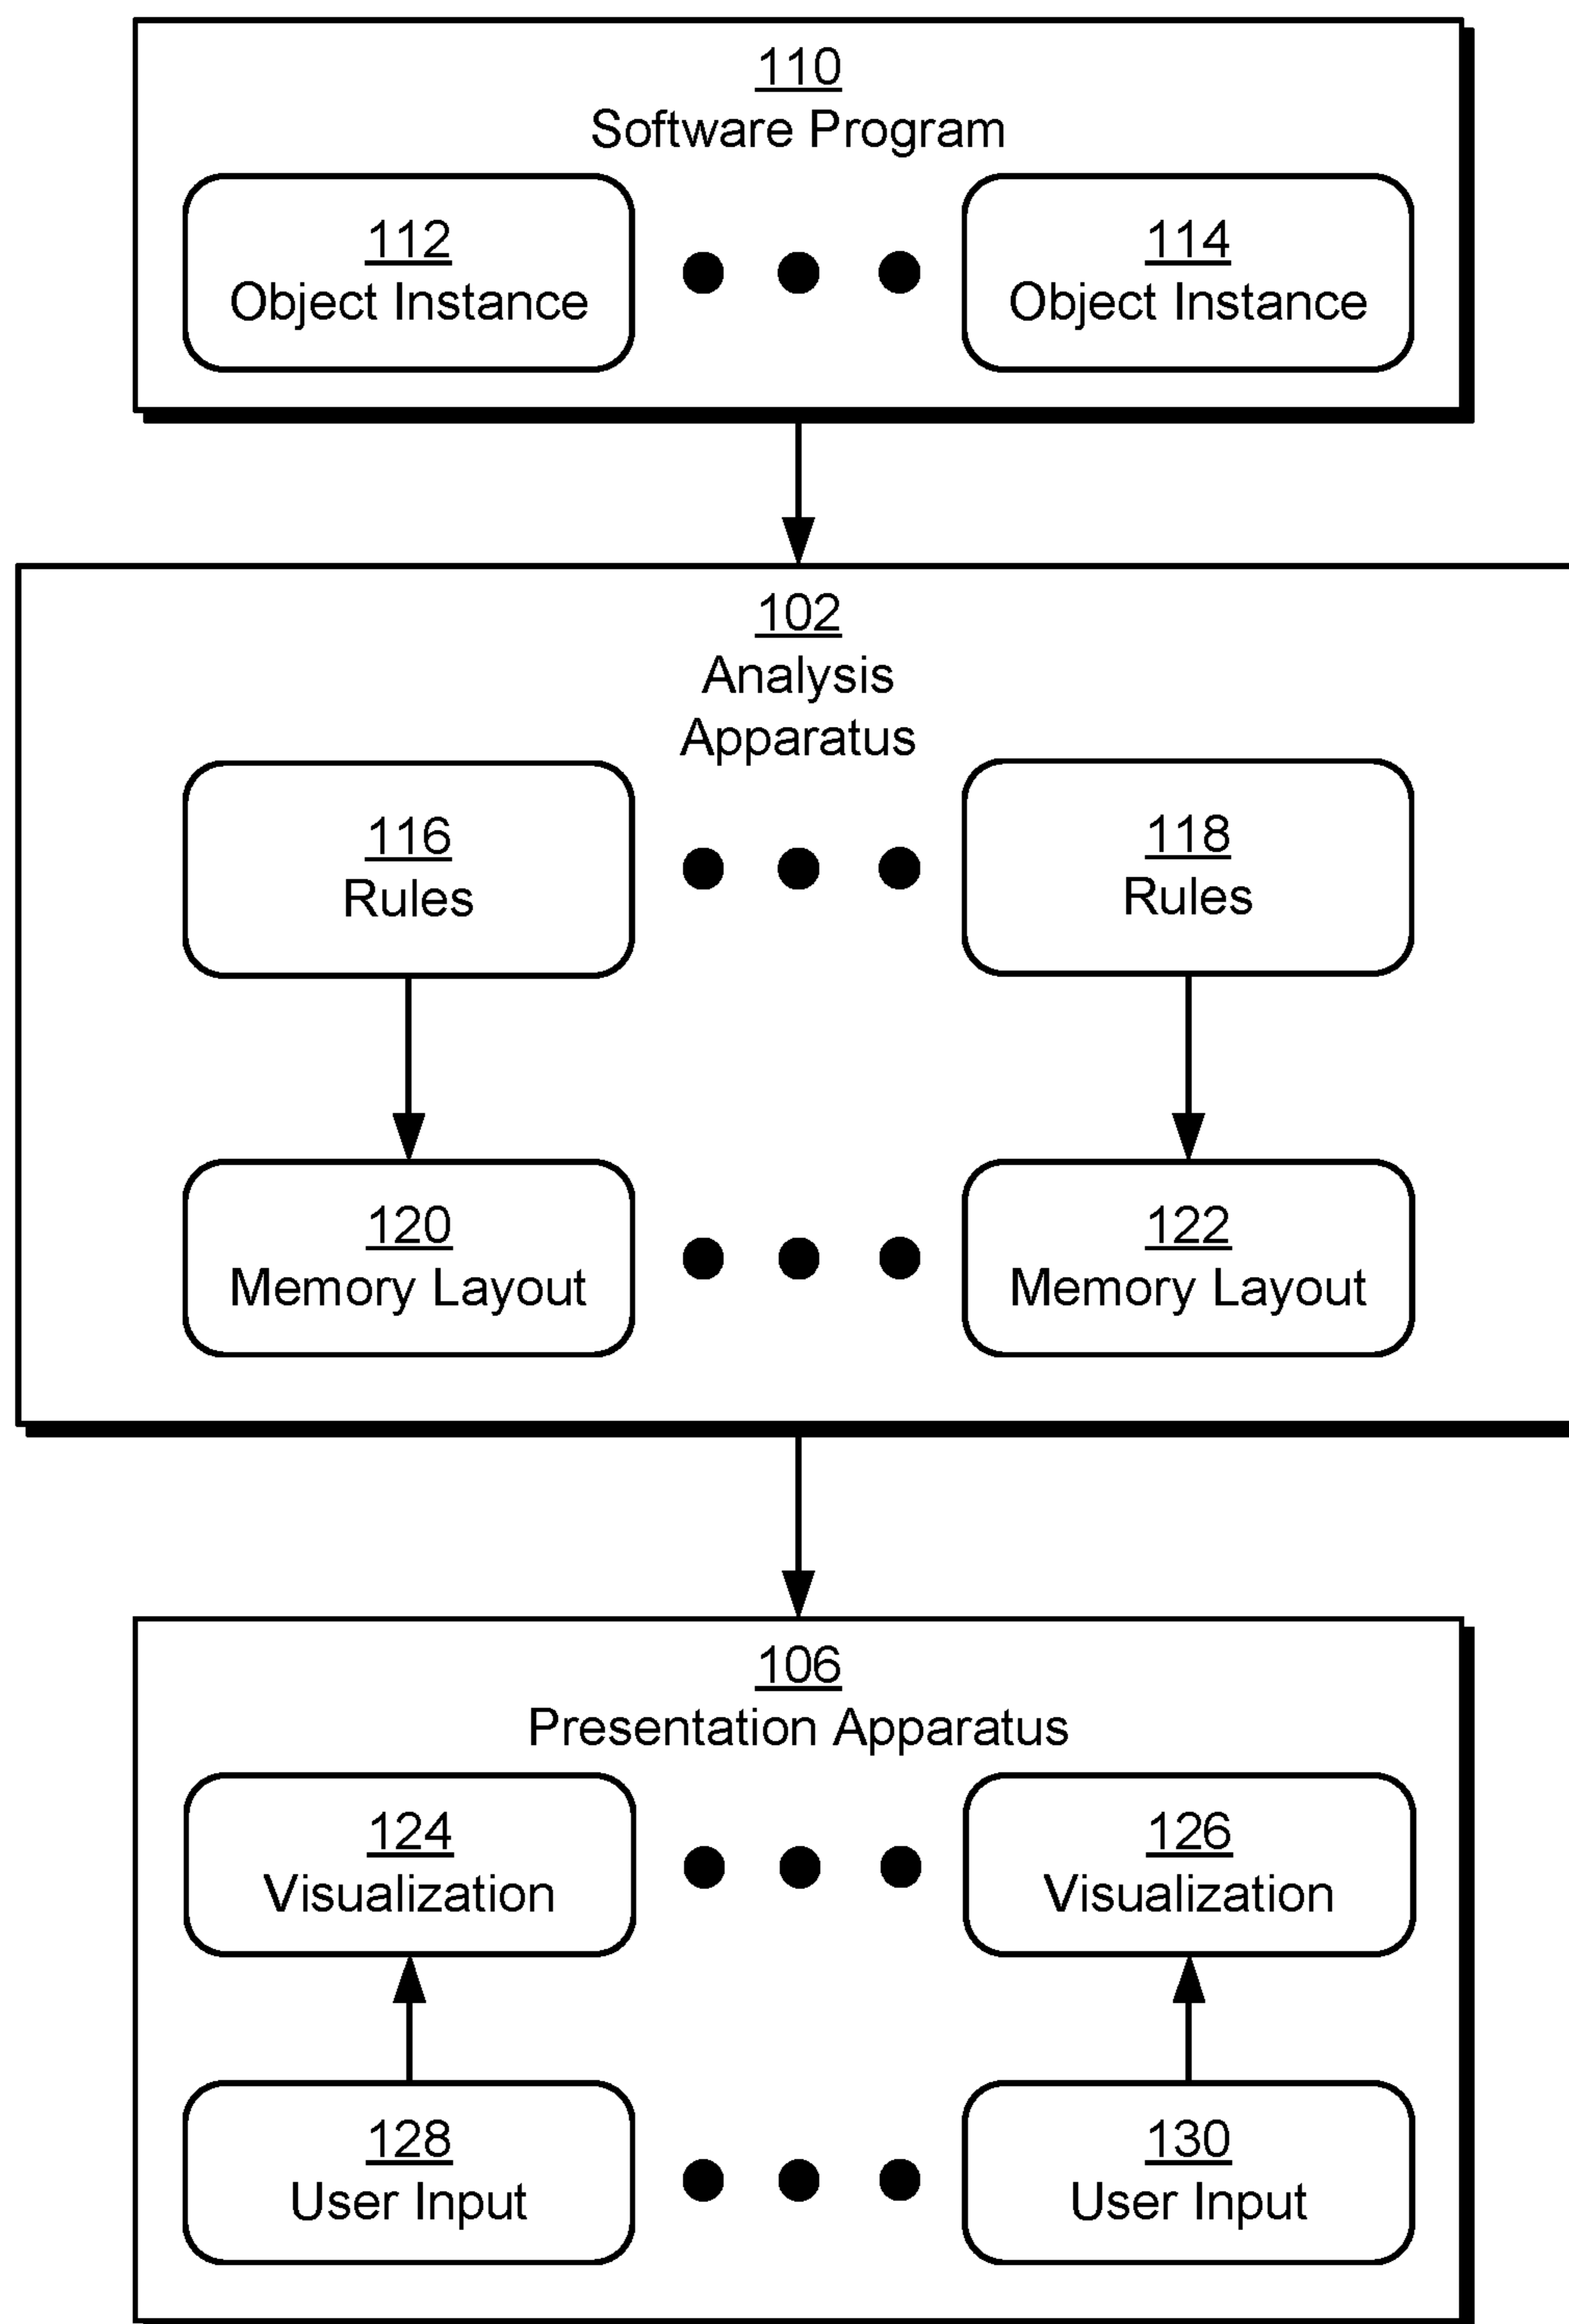 110
Software Program
112
Object Instance
114
Object Instance
102
Analysis
Apparatus
116
Rules
118
Rules
120
Memory Layout
122
Memory Layout
106
Presentation Apparatus
124
Visualization
126
Visualization
128
User Input
130
User Input